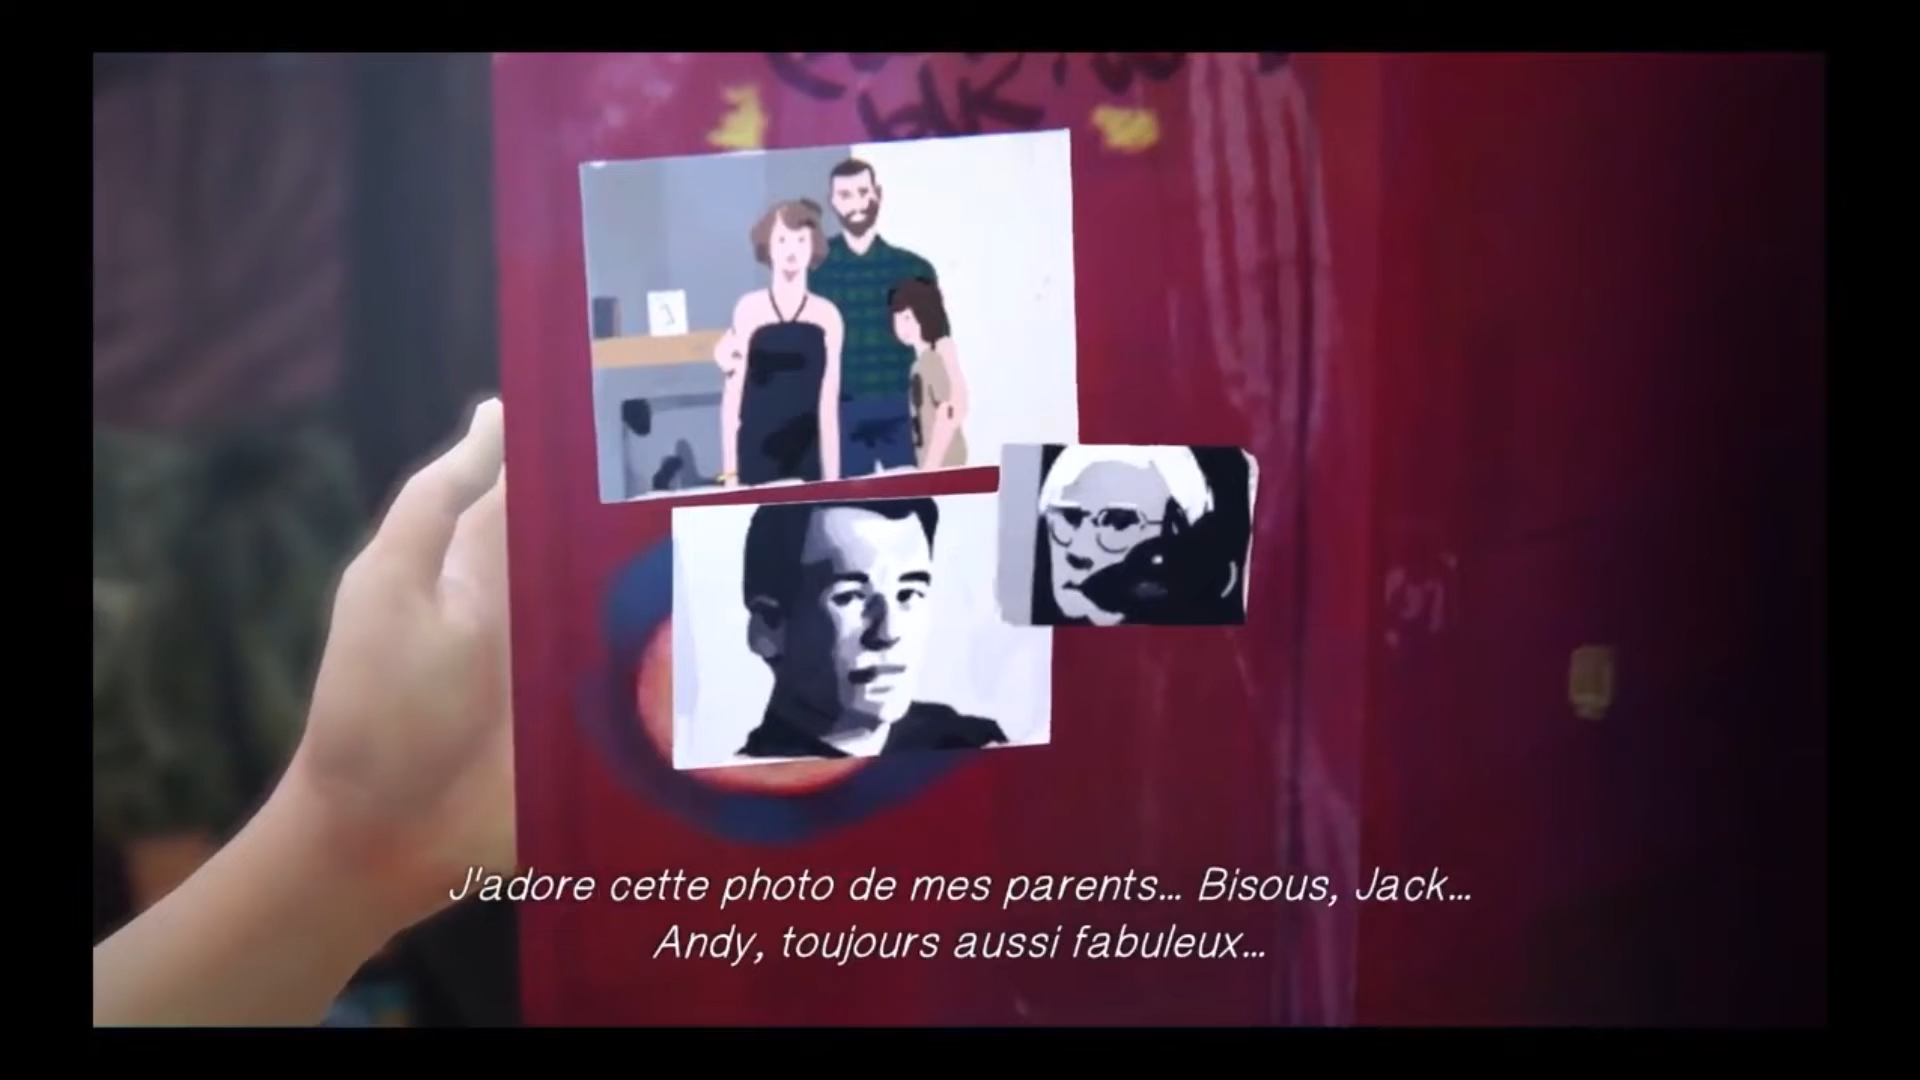 J'adore cette photo de mes parents... Bisous, Jack...
Andy, toujours aussi fabuleux...